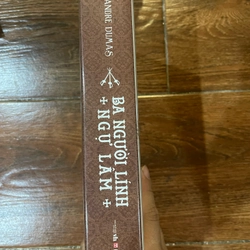 ANDRE DUMAS
BA NGƯỜI LÍNH
NGỰ LÂM